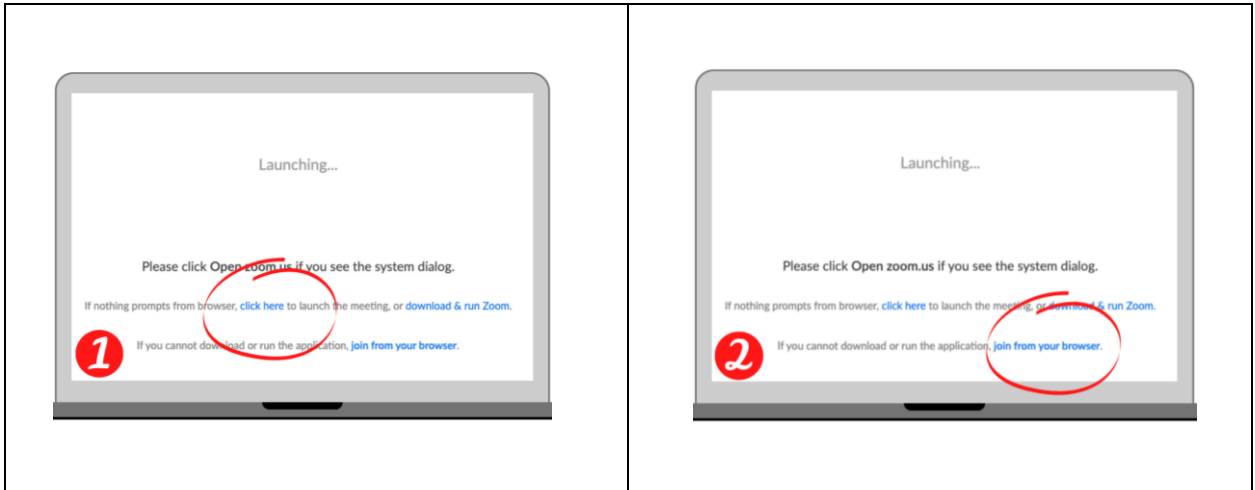 Launching...
Please click Open zoom.us if you see the system dialog.
If nothing prompts from browser, click here to launch the meeting, or download & run Zoom.
1
If you cannot download or run the application, join from your browser.
Launching...
Please click Open zoom.us if you see the system dialog.
If nothing prompts from browser, click here to launch the meeting, or download & run Zoom.
2
If you cannot download or run the application, join from your browser.